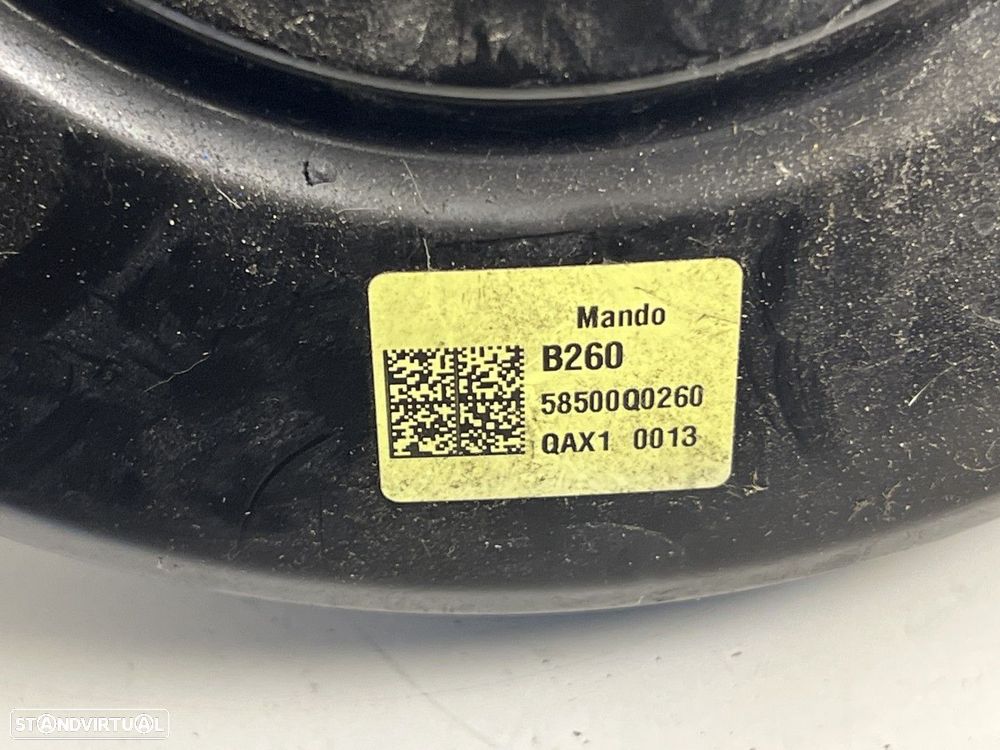 Mando
B260
58500Q0260
QAX1 0013
STANDVIRTUAL